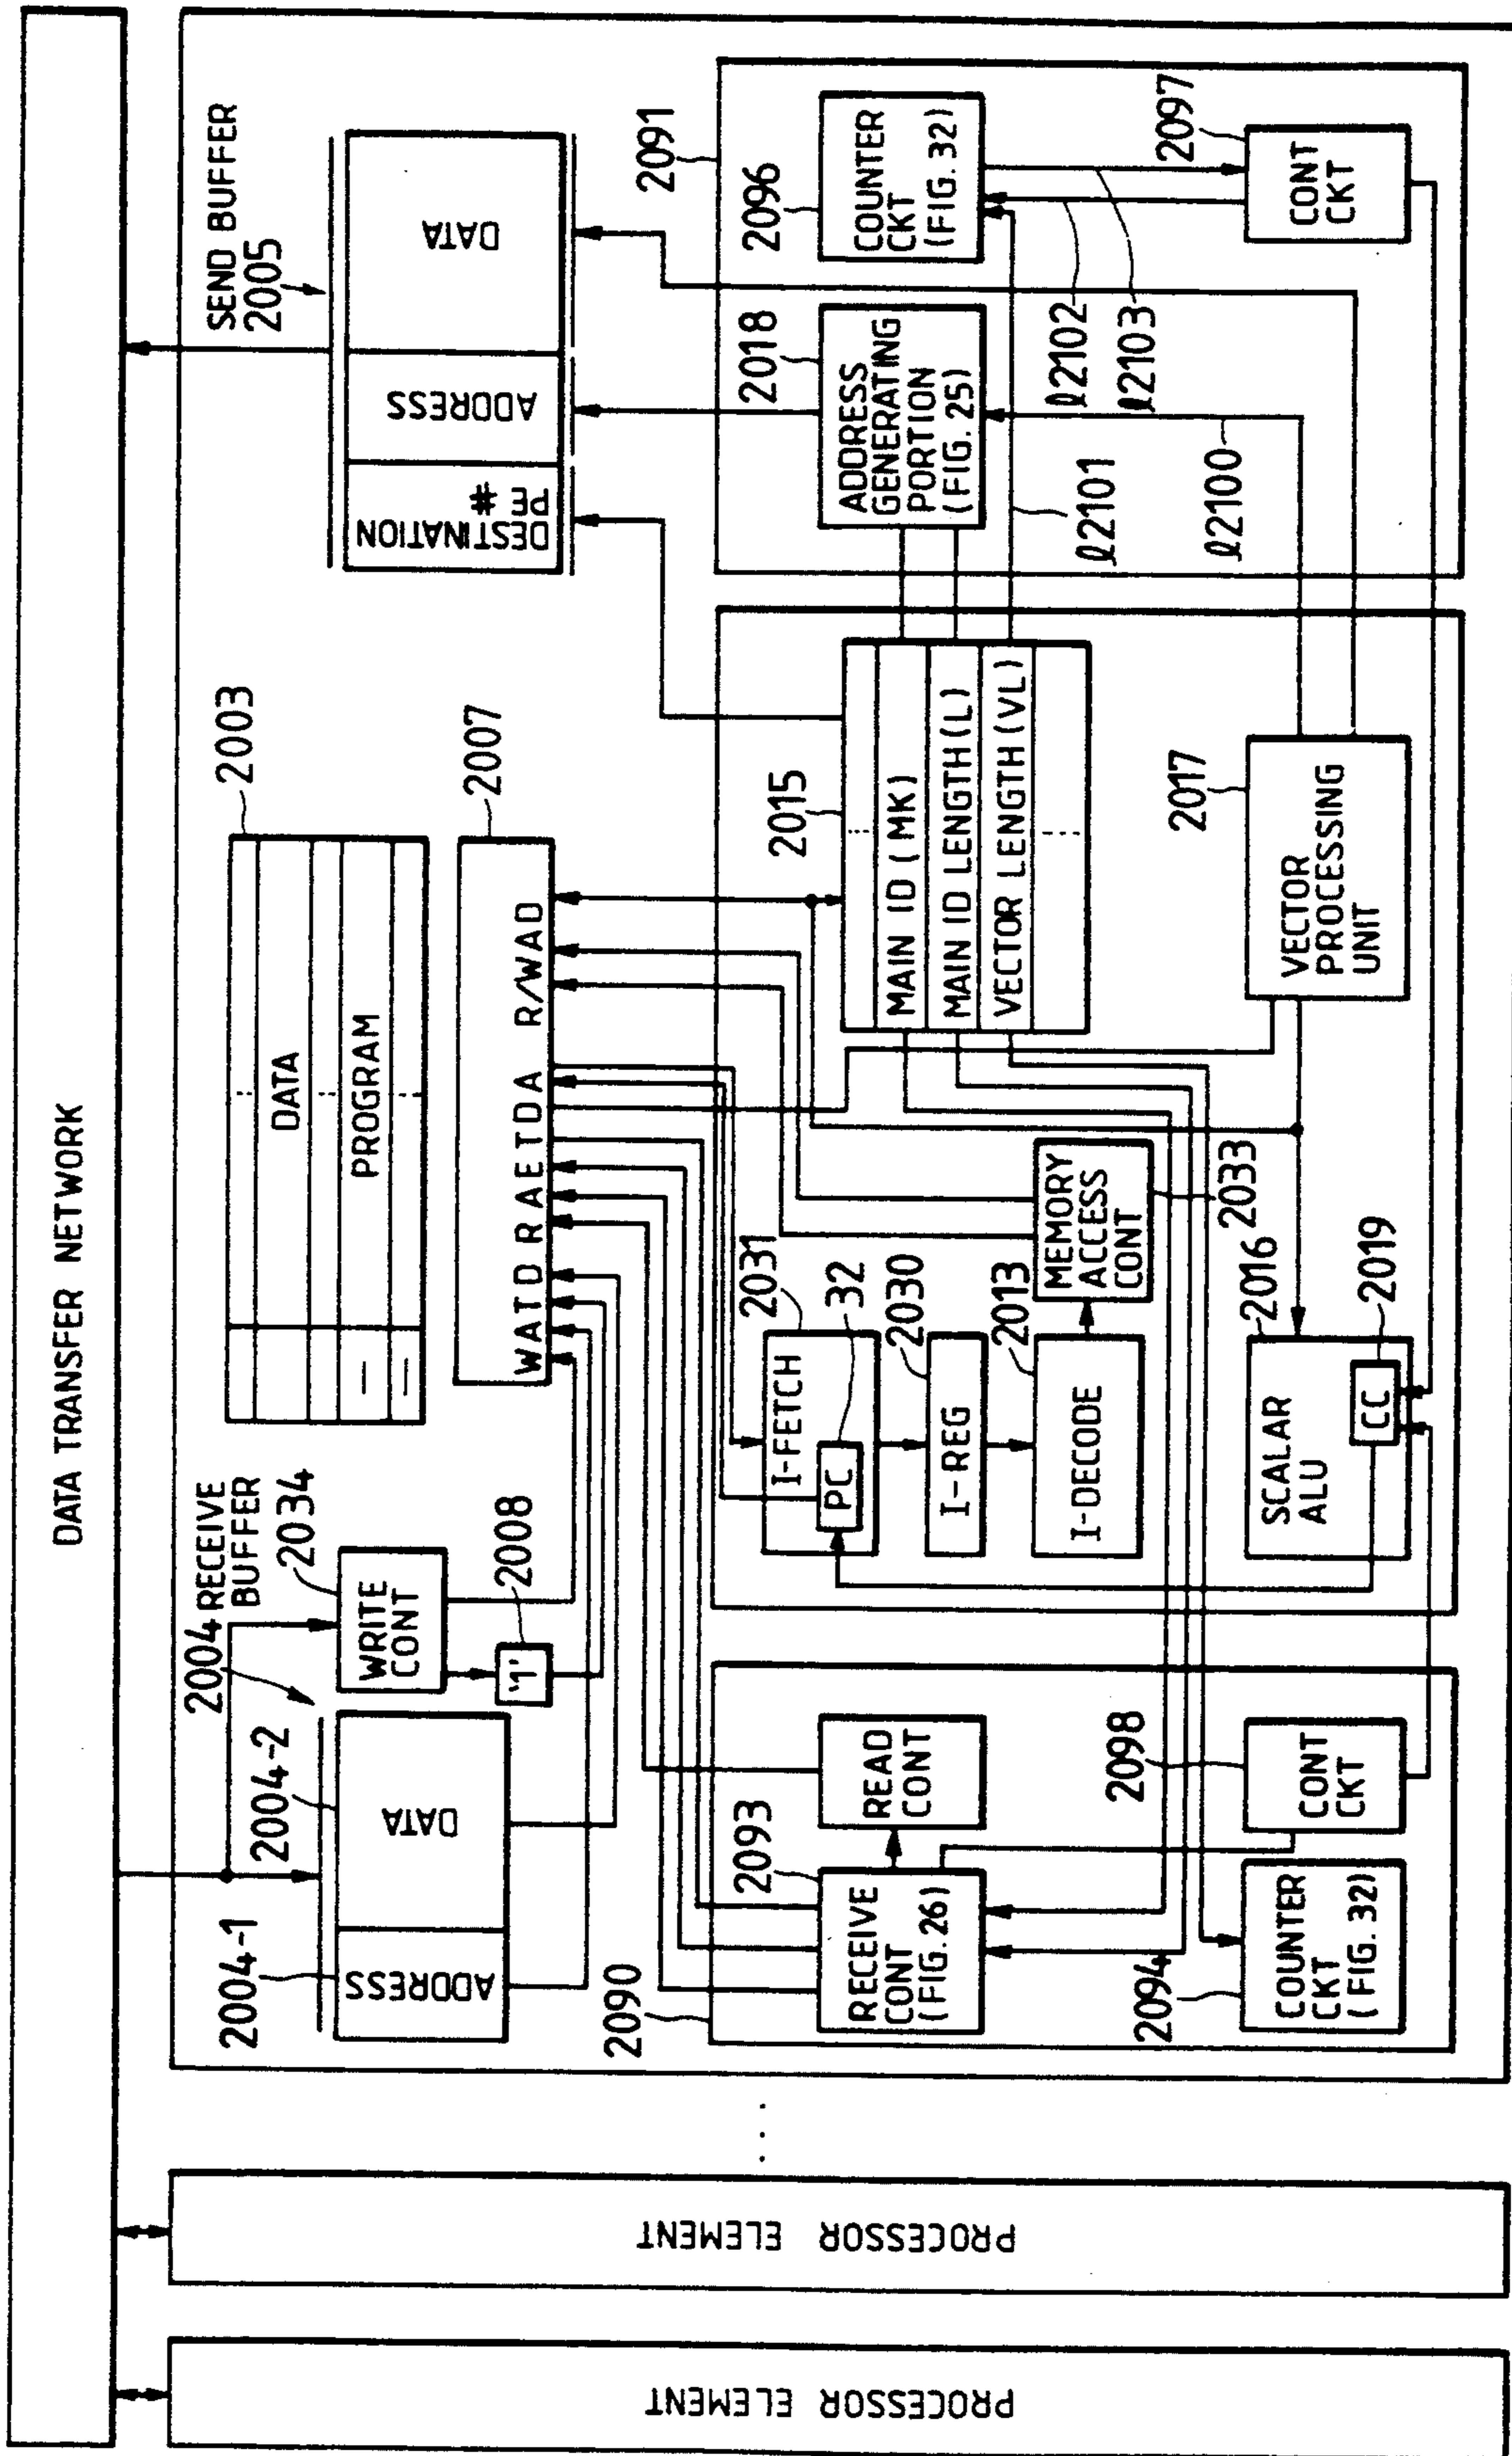 DATA TRANSFER NETWORK
2004-1
2004-2
2004 RECEIVE
BUFFER
2034
ADDRESS
DATA
WRITE
CONT
'1'
2008
2003
DATA
PROGRAM
2007
WAT D R A E T D A R/W A D
SEND BUFFER
2005
DESTINATION
PE #
ADDRESS
DATA
2090
2093
RECEIVE
CONT
(FIG. 26)
READ
CONT
2094
COUNTER
CKT
(FIG. 32)
2098
CONT
CKT
2031
I-FETCH
PC
32
I-REG
2030
I-DECODE
2013
MEMORY
ACCESS
CONT
2033
SCALAR
ALU
2016
CC
2019
2015
MAIN ID (MK)
MAIN ID LENGTH (L)
VECTOR LENGTH (VL)
2017
VECTOR
PROCESSING
UNIT
2091
2018
ADDRESS
GENERATING
PORTION
(FIG. 25)
2096
COUNTER
CKT
(FIG. 32)
2097
CONT
CKT
ℓ2101
ℓ2100
ℓ2102
ℓ2103
PROCESSOR ELEMENT
PROCESSOR ELEMENT